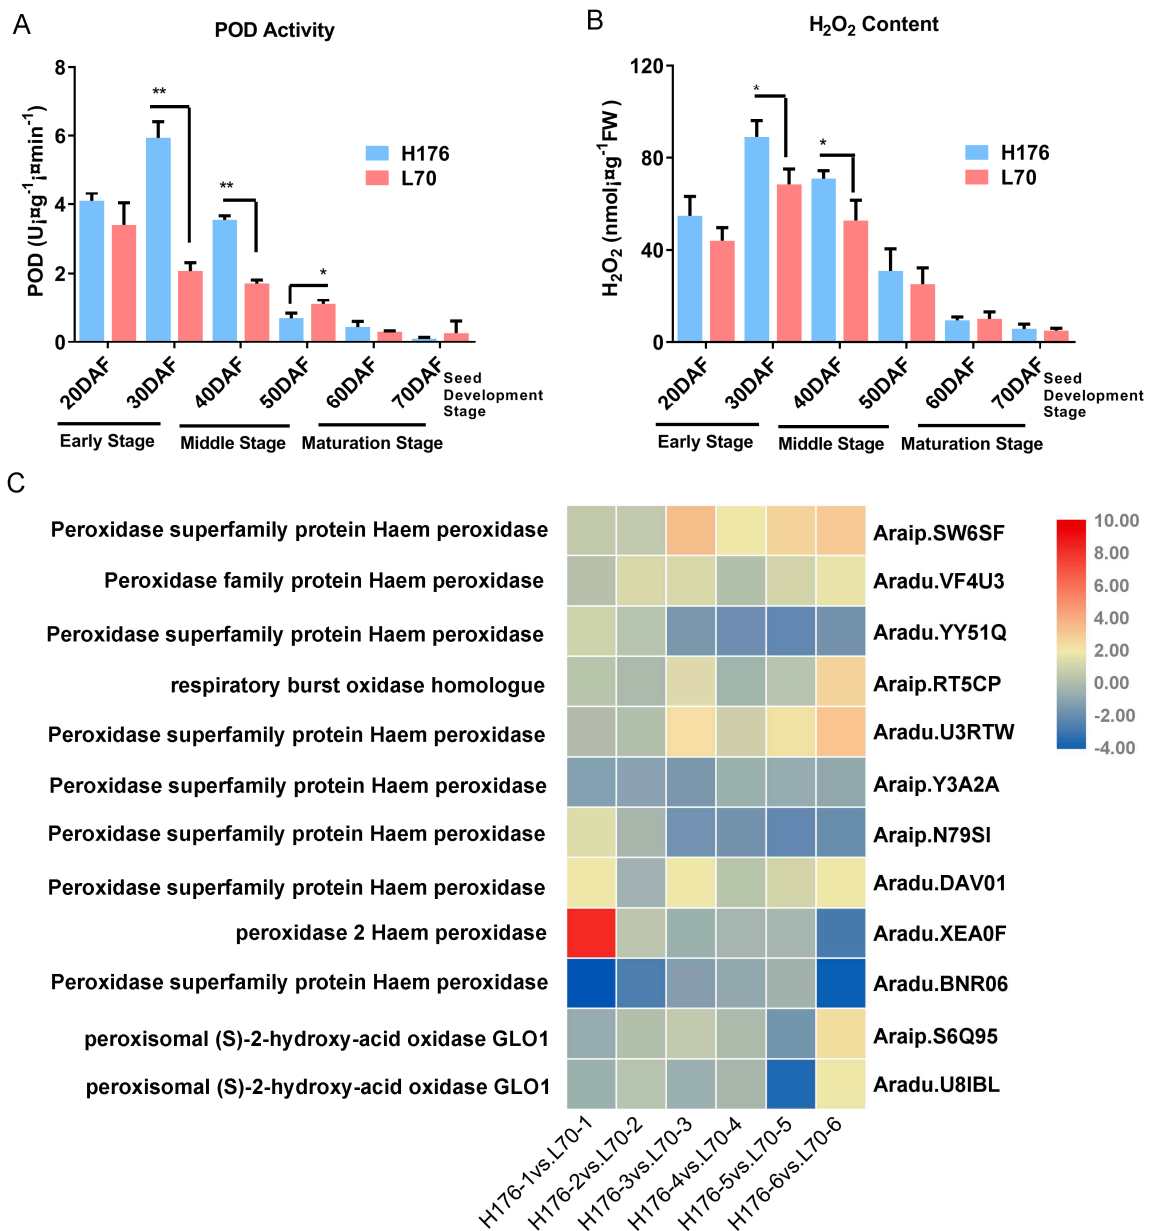 A
POD Activity
POD (U¡¤g-1¡¤min-1)
8
6
4
2
0
**
**
*
H176
L70
20DAF
30DAF
40DAF
50DAF
60DAF
70DAF
Seed
Development
Stage
Early Stage
Middle Stage
Maturation Stage
B
H2O2 Content
H2O2 (nmol¡¤g-1FW)
120
80
40
0
*
*
H176
L70
20DAF
30DAF
40DAF
50DAF
60DAF
70DAF
Seed
Development
Stage
Early Stage
Middle Stage
Maturation Stage
C
Peroxidase superfamily protein Haem peroxidase Araip.SW6SF
Peroxidase family protein Haem peroxidase Aradu.VF4U3
Peroxidase superfamily protein Haem peroxidase Aradu.YY51Q
respiratory burst oxidase homologue Araip.RT5CP
Peroxidase superfamily protein Haem peroxidase Aradu.U3RTW
Peroxidase superfamily protein Haem peroxidase Araip.Y3A2A
Peroxidase superfamily protein Haem peroxidase Araip.N79SI
Peroxidase superfamily protein Haem peroxidase Aradu.DAV01
peroxidase 2 Haem peroxidase Aradu.XEA0F
Peroxidase superfamily protein Haem peroxidase Aradu.BNR06
peroxisomal (S)-2-hydroxy-acid oxidase GLO1 Araip.S6Q95
peroxisomal (S)-2-hydroxy-acid oxidase GLO1 Aradu.U8IBL
10.00
8.00
6.00
4.00
2.00
0.00
-2.00
-4.00
H176-1vs.L70-1
H176-2vs.L70-2
H176-3vs.L70-3
H176-4vs.L70-4
H176-5vs.L70-5
H176-6vs.L70-6